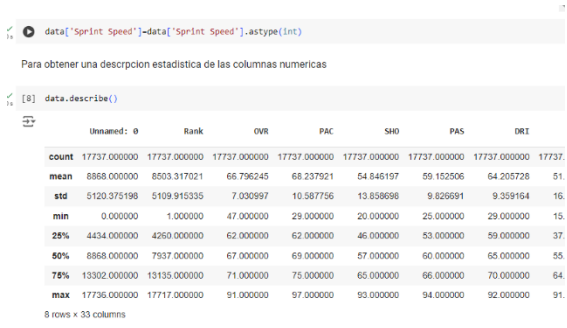 data['Sprint Speed']=data['Sprint Speed'].astype(int)
Para obtener una descrpcion estadistica de las columnas numericas
[8] data.describe()
Unnamed: 0 Rank OVR PAC SHO PAS DRI
count 17737.000000 17737.000000 17737.000000 17737.000000 17737.000000 17737.000000 17737.000000 17737.
mean 8868.000000 8503.317021 66.796245 68.237921 54.846197 59.152506 64.205728 51.
std 5120.375198 5109.915335 7.030997 10.587756 13.858698 9.826691 9.359164 16.
min 0.000000 1.000000 47.000000 29.000000 20.000000 25.000000 29.000000 15.
25% 4434.000000 4260.000000 62.000000 62.000000 46.000000 53.000000 59.000000 37.
50% 8868.000000 7937.000000 67.000000 69.000000 57.000000 60.000000 65.000000 55.
75% 13302.000000 13135.000000 71.000000 75.000000 65.000000 66.000000 70.000000 64.
max 17736.000000 17717.000000 91.000000 97.000000 93.000000 94.000000 92.000000 91.
8 rows × 33 columns